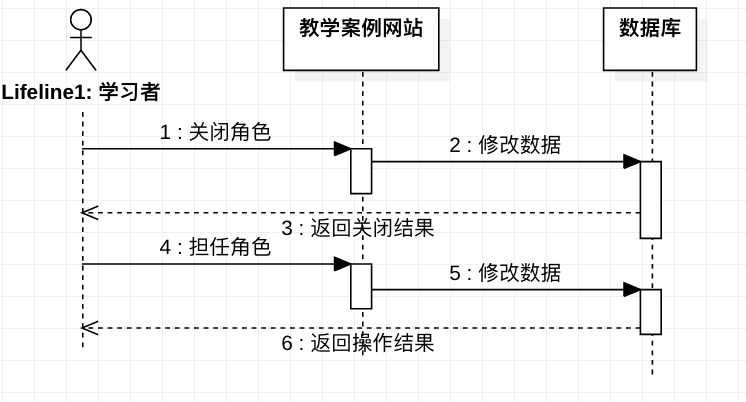 教学案例网站
数据库
Lifeline1: 学习者
1 : 关闭角色
2 : 修改数据
3 : 返回关闭结果
4 : 担任角色
5 : 修改数据
6 : 返回操作结果